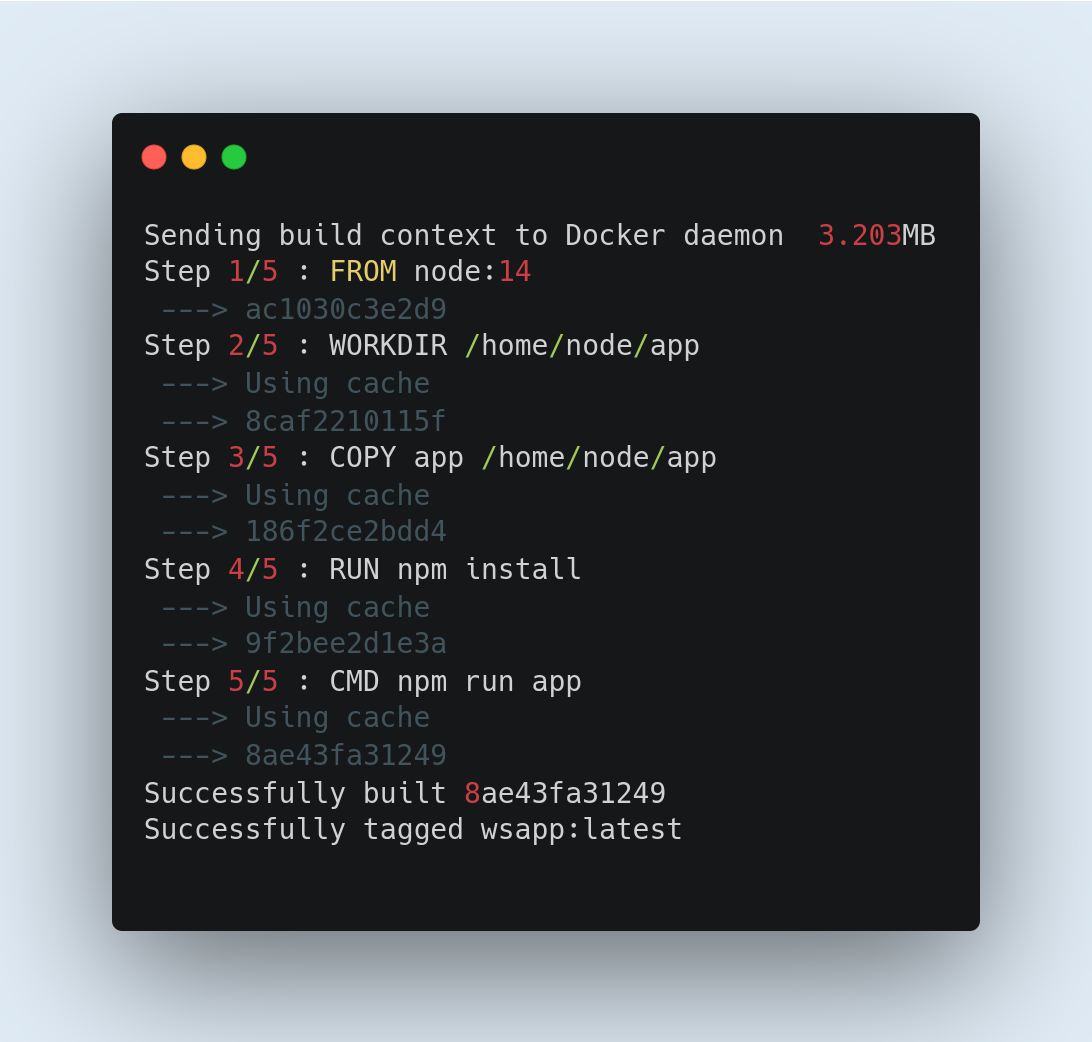 Sending build context to Docker daemon  3.203MB
Step 1/5 : FROM node:14
 ---> ac1030c3e2d9
Step 2/5 : WORKDIR /home/node/app
 ---> Using cache
 ---> 8caf2210115f
Step 3/5 : COPY app /home/node/app
 ---> Using cache
 ---> 186f2ce2bdd4
Step 4/5 : RUN npm install
 ---> Using cache
 ---> 9f2bee2d1e3a
Step 5/5 : CMD npm run app
 ---> Using cache
 ---> 8ae43fa31249
Successfully built 8ae43fa31249
Successfully tagged wsapp:latest